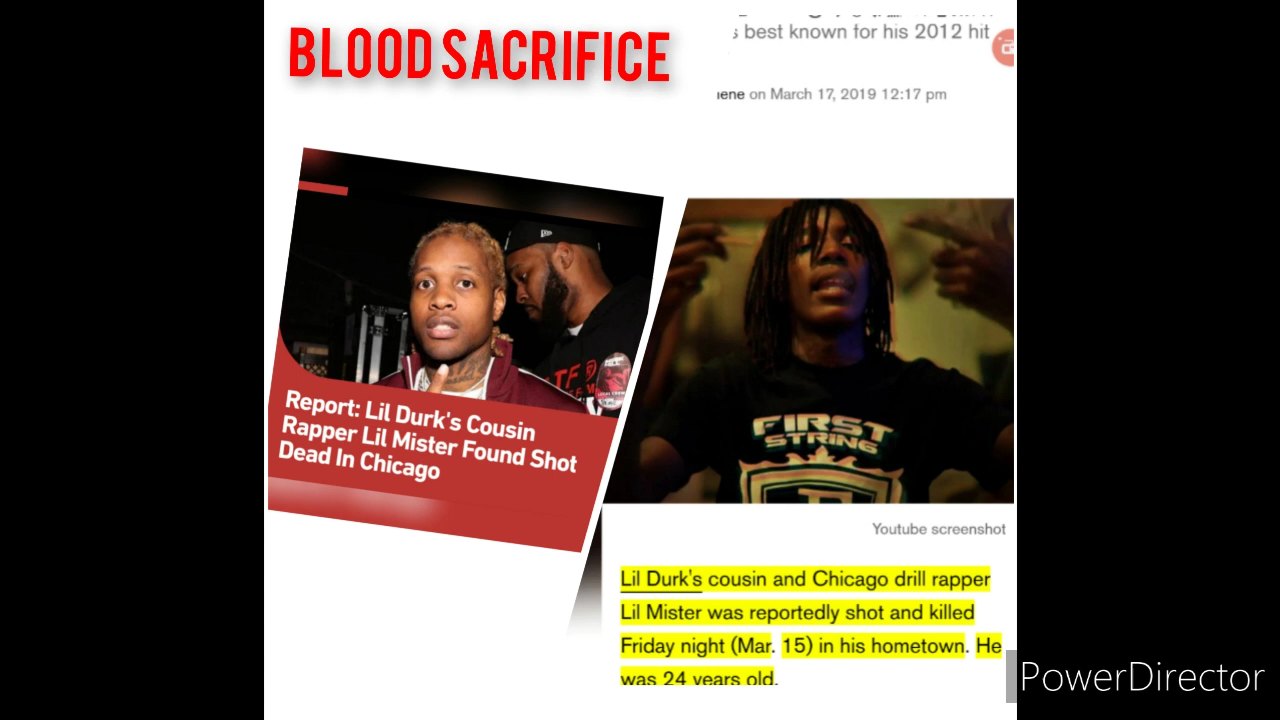 BLOOD SACRIFICE
s best known for his 2012 hit
ene on March 17, 2019 12:17 pm
Report: Lil Durk's Cousin
Rapper Lil Mister Found Shot
Dead In Chicago
FIRST
STRING
Youtube screenshot
Lil Durk's cousin and Chicago drill rapper
Lil Mister was reportedly shot and killed
Friday night (Mar. 15) in his hometown. He
was 24 years old.
PowerDirector